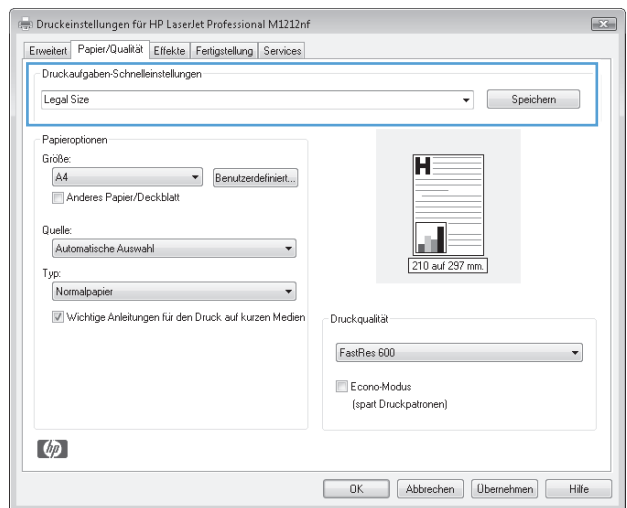 Druckeinstellungen für HP LaserJet Professional M1212nf
Erweitert Papier/Qualität Effekte Fertigstellung Services
Druckaufgaben-Schnelleinstellungen
Legal Size Speichern
Papieroptionen
Größe:
A4 Benutzerdefiniert...
Anderes Papier/Deckblatt
Quelle:
Automatische Auswahl
Typ:
Normalpapier
Wichtige Anleitungen für den Druck auf kurzen Medien
H
210 auf 297 mm.
Druckqualität
FastRes 600
Econo-Modus
(spart Druckpatronen)
hp
OK Abbrechen Übernehmen Hilfe